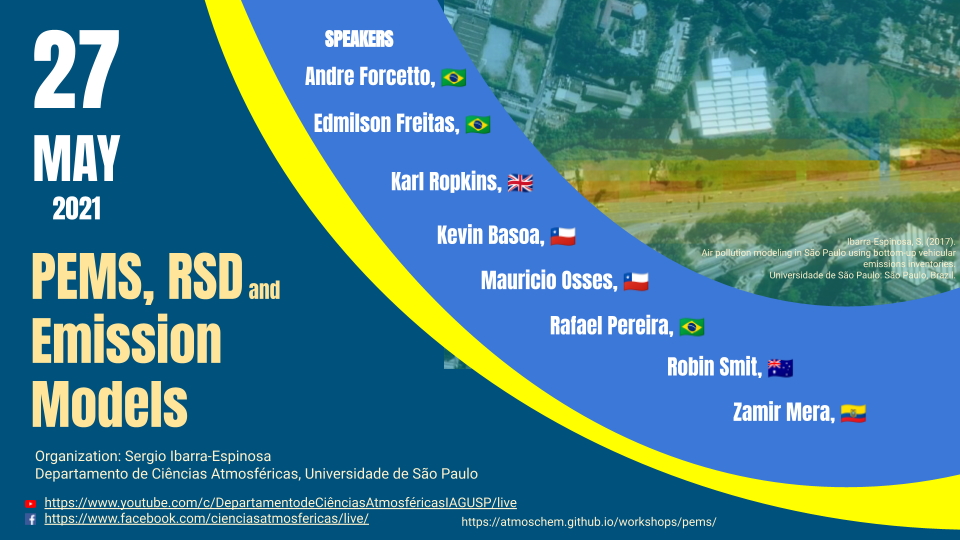 27
MAY
2021
PEMS, RSD and
Emission
Models
Organization: Sergio Ibarra-Espinosa
Departamento de Ciências Atmosféricas, Universidade de São Paulo
https://www.youtube.com/c/DepartamentodeCiênciasAtmosféricasIAGUSP/live
https://www.facebook.com/cienciasatmosfericas/live/
https://atmoschem.github.io/workshops/pems/
SPEAKERS
Andre Forcetto,
Edmilson Freitas,
Karl Ropkins,
Kevin Basoa,
Mauricio Osses,
Rafael Pereira,
Robin Smit,
Zamir Mera,
Ibarra Espinosa, S. (2017).
Air pollution modeling in São Paulo using bottom-up vehicular
emissions inventories.
Universidade de São Paulo: São Paulo, Brazil.